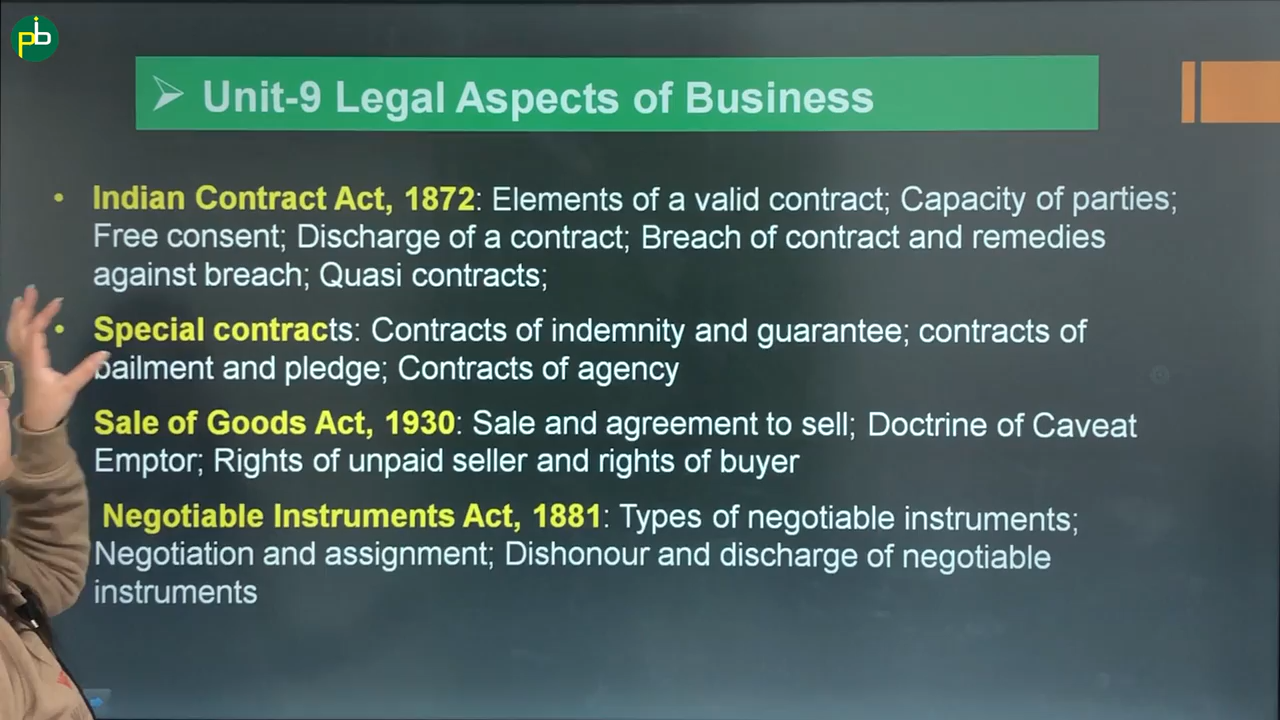 pb
Unit-9 Legal Aspects of Business
• Indian Contract Act, 1872: Elements of a valid contract; Capacity of parties;
Free consent; Discharge of a contract; Breach of contract and remedies
against breach; Quasi contracts;
• Special contracts: Contracts of indemnity and guarantee; contracts of
bailment and pledge; Contracts of agency
Sale of Goods Act, 1930: Sale and agreement to sell; Doctrine of Caveat
Emptor; Rights of unpaid seller and rights of buyer
Negotiable Instruments Act, 1881: Types of negotiable instruments;
Negotiation and assignment; Dishonour and discharge of negotiable
instruments